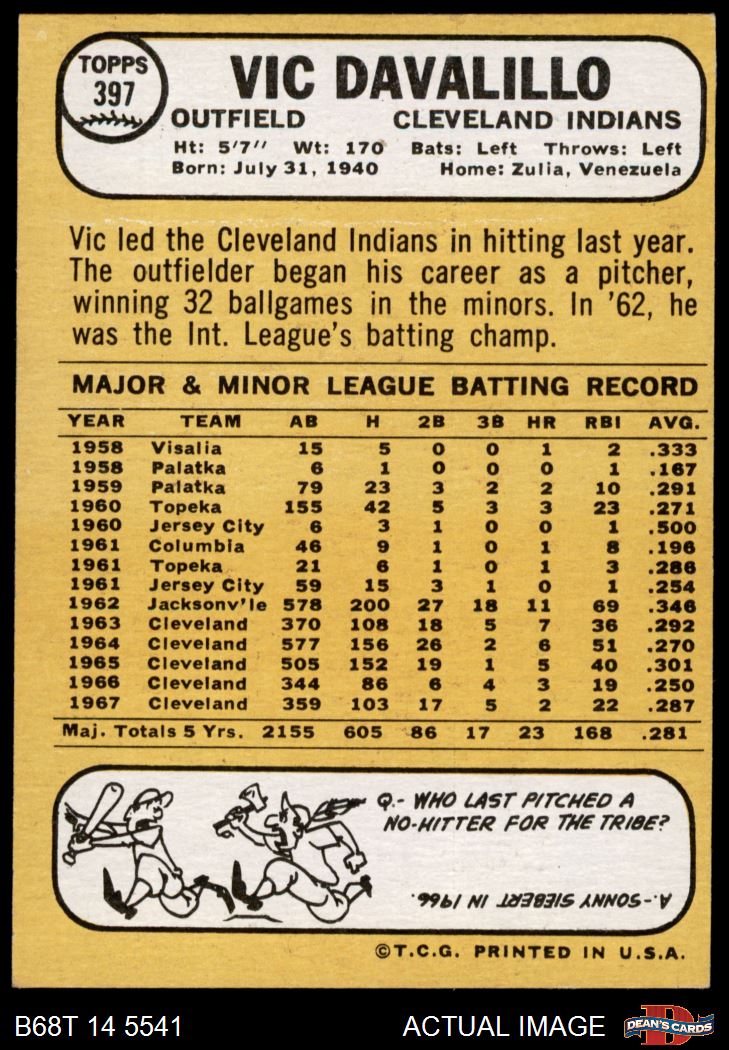 TOPPS
397
VIC DAVALILLO
OUTFIELD CLEVELAND INDIANS
Ht: 5'7'' Wt: 170 Bats: Left Throws: Left
Born: July 31, 1940 Home: Zulia, Venezuela
Vic led the Cleveland Indians in hitting last year.
The outfielder began his career as a pitcher,
winning 32 ballgames in the minors. In '62, he
was the Int. League's batting champ.
MAJOR & MINOR LEAGUE BATTING RECORD
YEAR TEAM AB H 2B 3B HR RBI AVG.
1958 Visalia 15 5 0 0 1 2 .333
1958 Palatka 6 1 0 0 0 1 .167
1959 Palatka 79 23 3 2 2 10 .291
1960 Topeka 155 42 5 3 3 23 .271
1960 Jersey City 6 3 1 0 0 1 .500
1961 Columbia 46 9 1 0 1 8 .196
1961 Topeka 21 6 1 0 1 3 .286
1961 Jersey City 59 15 3 1 0 1 .254
1962 Jacksonv'le 578 200 27 18 11 69 .346
1963 Cleveland 370 108 18 5 7 36 .292
1964 Cleveland 577 156 26 2 6 51 .270
1965 Cleveland 505 152 19 1 5 40 .301
1966 Cleveland 344 86 6 4 3 19 .250
1967 Cleveland 359 103 17 5 2 22 .287
Maj. Totals 5 Yrs. 2155 605 86 17 23 168 .281
Q.- WHO LAST PITCHED A
NO-HITTER FOR THE TRIBE?
A.- SONNY SIEBERT IN 1966.
©T.C.G. PRINTED IN U.S.A.
B68T 14 5541 ACTUAL IMAGE D DEAN'S CARDS